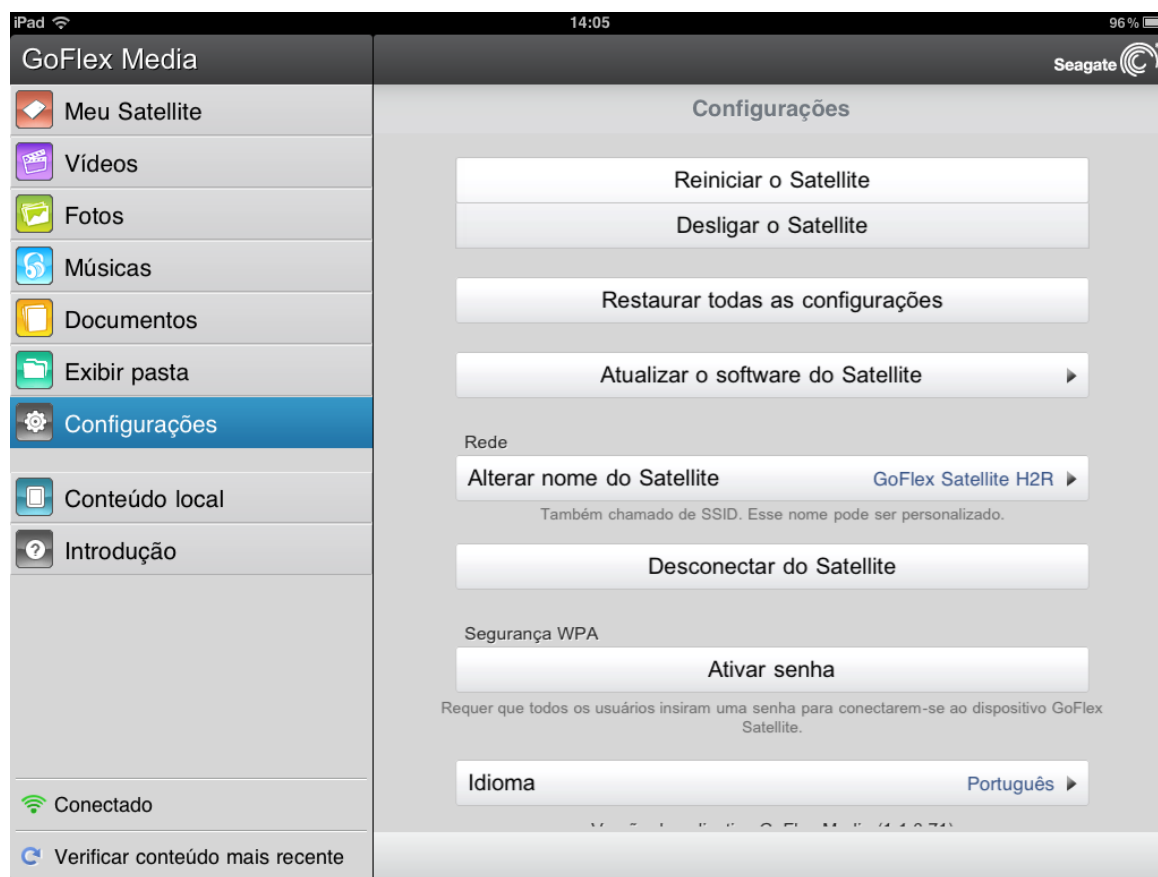 iPad
14:05
96%
GoFlex Media
Seagate
Meu Satellite
Vídeos
Fotos
Músicas
Documentos
Exibir pasta
Configurações
Conteúdo local
Introdução
Conectado
Verificar conteúdo mais recente
Configurações
Reiniciar o Satellite
Desligar o Satellite
Restaurar todas as configurações
Atualizar o software do Satellite
Rede
Alterar nome do Satellite GoFlex Satellite H2R
Também chamado de SSID. Esse nome pode ser personalizado.
Desconectar do Satellite
Segurança WPA
Ativar senha
Requer que todos os usuários insiram uma senha para conectarem-se ao dispositivo GoFlex
Satellite.
Idioma Português